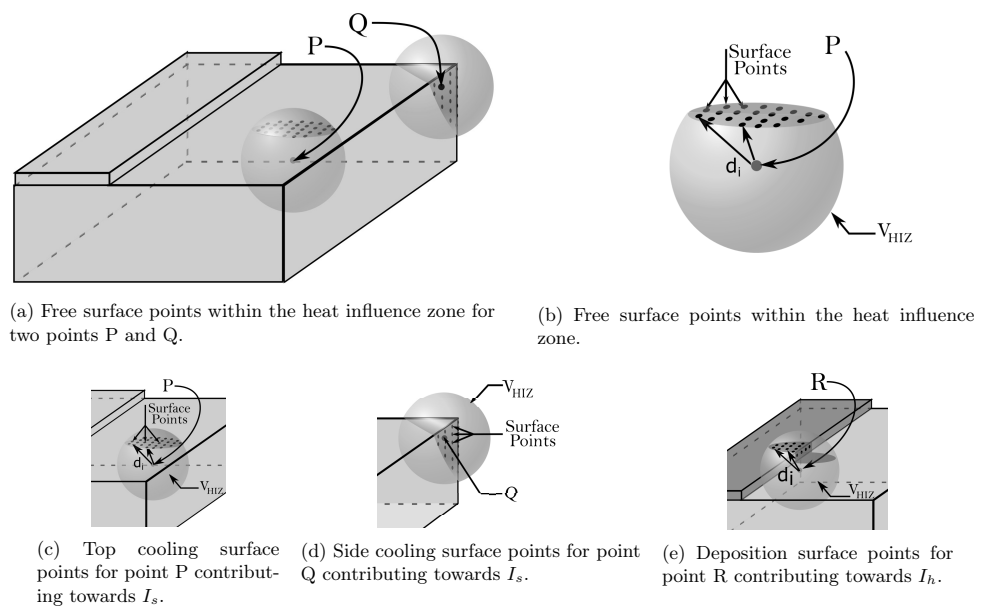 Q
P
Surface
Points
P
d_i
V_HIZ
(a) Free surface points within the heat influence zone for
two points P and Q.
(b) Free surface points within the heat influence
zone.
P
Surface
Points
d_i
V_HIZ
V_HIZ
Surface
Points
Q
R
d_i
V_HIZ
(c) Top cooling surface
points for point P contribut-
ing towards I_s.
(d) Side cooling surface points for point
Q contributing towards I_s.
(e) Deposition surface points for
point R contributing towards I_h.